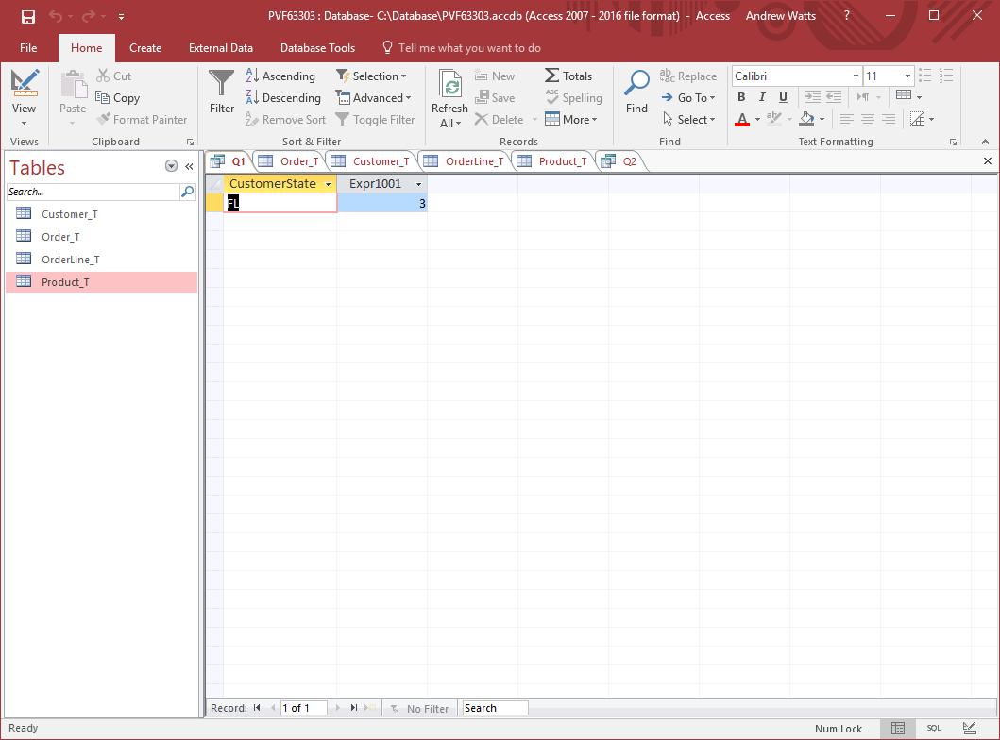 PVF63303 : Database- C:\Database\PVF63303.accdb (Access 2007 - 2016 file format) - Access Andrew Watts ?
File Home Create External Data Database Tools Tell me what you want to do
View
Views
Paste
Cut
Copy
Format Painter
Clipboard
Filter
Ascending
Descending
Remove Sort
Selection
Advanced
Toggle Filter
Sort & Filter
Refresh
All
New
Save
Delete
Totals
Spelling
More
Records
Find
Replace
Go To
Select
Find
Calibri 11
B I U
A
Text Formatting
Tables
Search...
Customer_T
Order_T
OrderLine_T
Product_T
Q1 Order_T Customer_T OrderLine_T Product_T Q2
CustomerState Expr1001
FL 3
Record: 1 of 1 No Filter Search
Ready Num Lock SQL